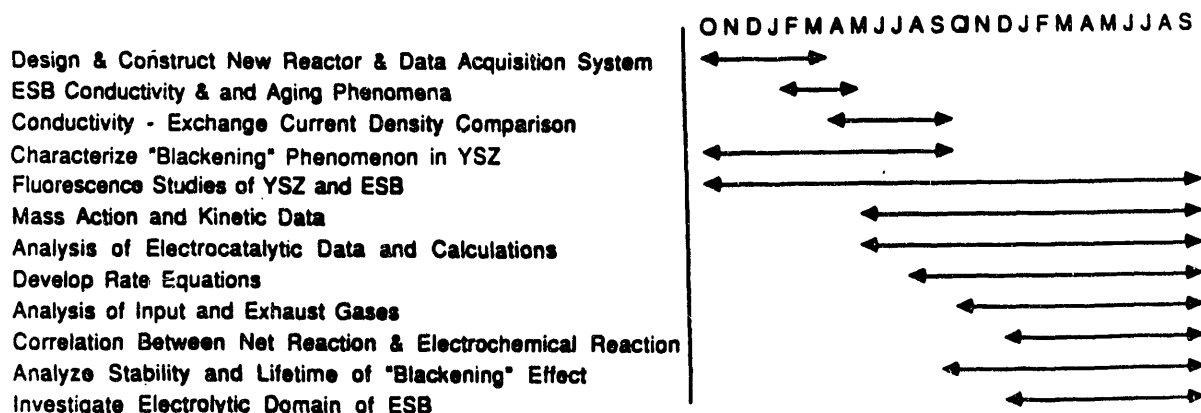 O N D J F M A M J J A S O N D J F M A M J J A S
Design & Construct New Reactor & Data Acquisition System
ESB Conductivity & and Aging Phenomena
Conductivity - Exchange Current Density Comparison
Characterize "Blackening" Phenomenon in YSZ
Fluorescence Studies of YSZ and ESB
Mass Action and Kinetic Data
Analysis of Electrocatalytic Data and Calculations
Develop Rate Equations
Analysis of Input and Exhaust Gases
Correlation Between Net Reaction & Electrochemical Reaction
Analyze Stability and Lifetime of "Blackening" Effect
Investigate Electrolytic Domain of ESB